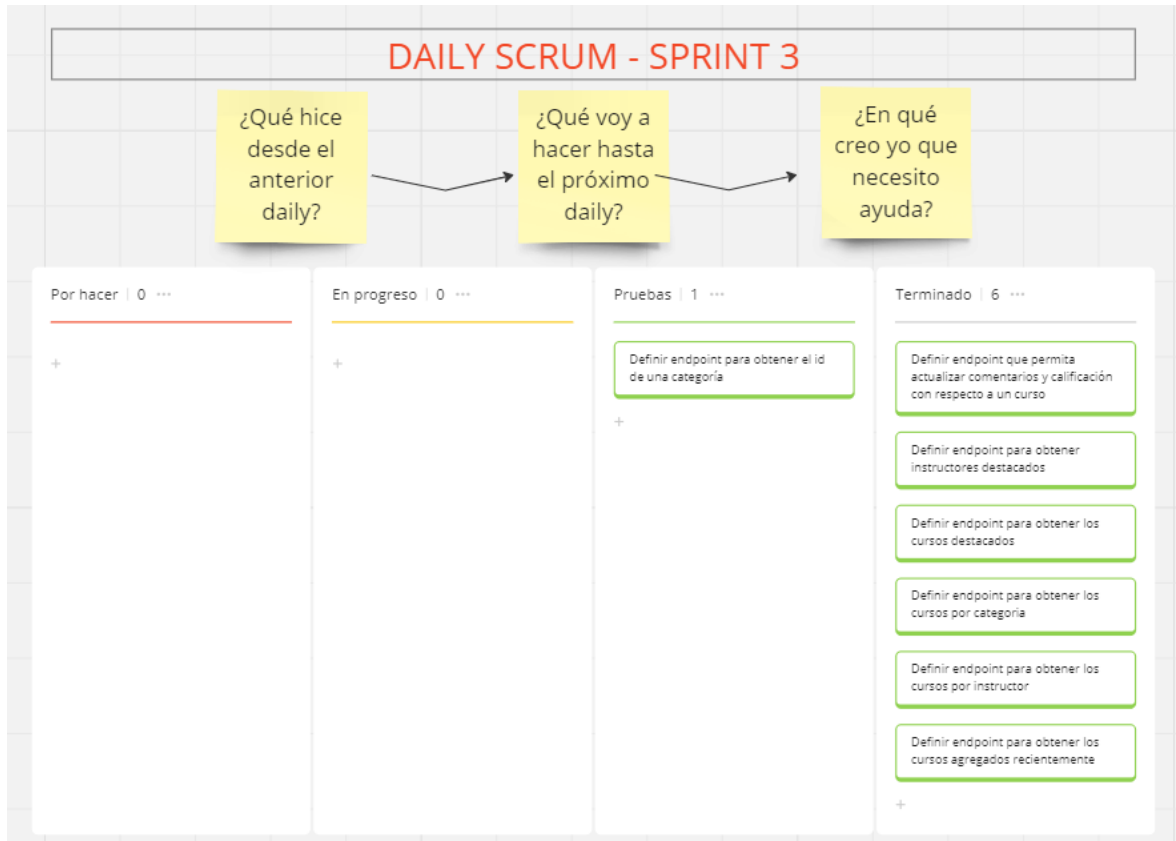 DAILY SCRUM - SPRINT 3
¿Qué hice
desde el
anterior
daily?
¿Qué voy a
hacer hasta
el próximo
daily?
¿En qué
creo yo que
necesito
ayuda?
Por hacer | 0 ···
+
En progreso | 0 ···
+
Pruebas | 1 ···
Definir endpoint para obtener el id
de una categoría
+
Terminado | 6 ···
Definir endpoint que permita
actualizar comentarios y calificación
con respecto a un curso
Definir endpoint para obtener
instructores destacados
Definir endpoint para obtener los
cursos destacados
Definir endpoint para obtener los
cursos por categoria
Definir endpoint para obtener los
cursos por instructor
Definir endpoint para obtener los
cursos agregados recientemente
+